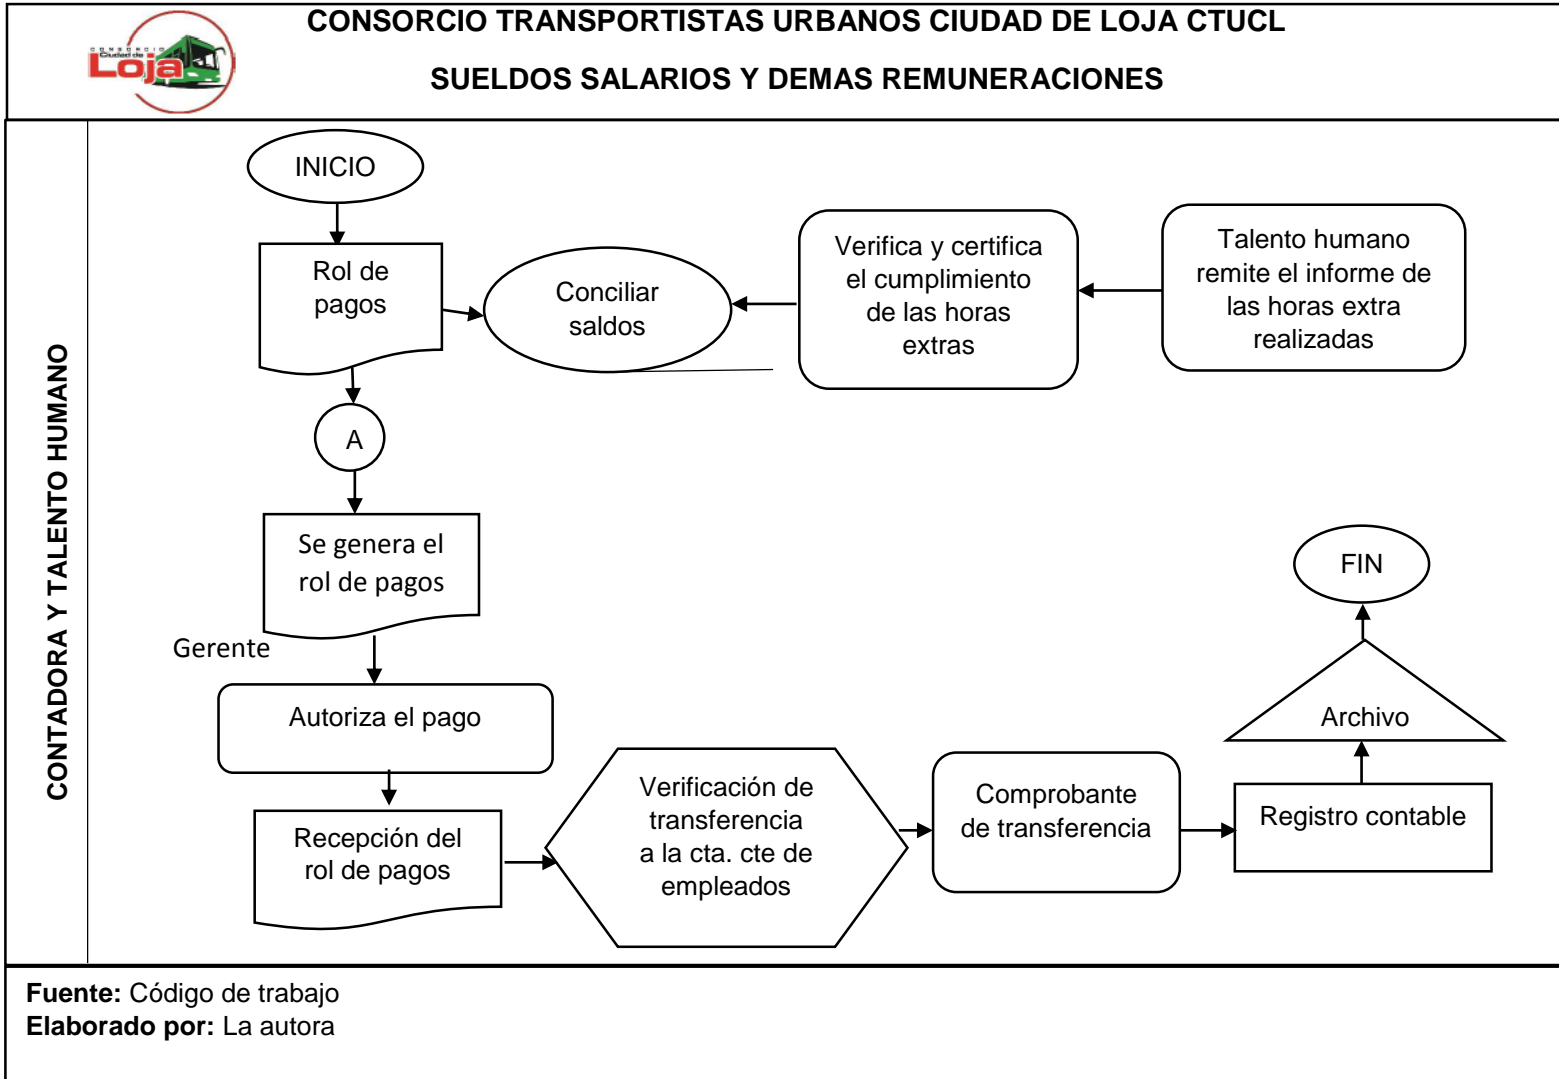 CONSORCIO TRANSPORTISTAS URBANOS CIUDAD DE LOJA CTUCL
CONSORCIO
Ciudad de
Loja
SUELDOS SALARIOS Y DEMAS REMUNERACIONES
CONTADORA Y TALENTO HUMANO
INICIO
Rol de
pagos
Conciliar
saldos
Verifica y certifica
el cumplimiento
de las horas
extras
Talento humano
remite el informe de
las horas extra
realizadas
A
Se genera el
rol de pagos
Gerente
Autoriza el pago
Recepción del
rol de pagos
Verificación de
transferencia
a la cta. cte de
empleados
Comprobante
de transferencia
Registro contable
Archivo
FIN
Fuente: Código de trabajo
Elaborado por: La autora